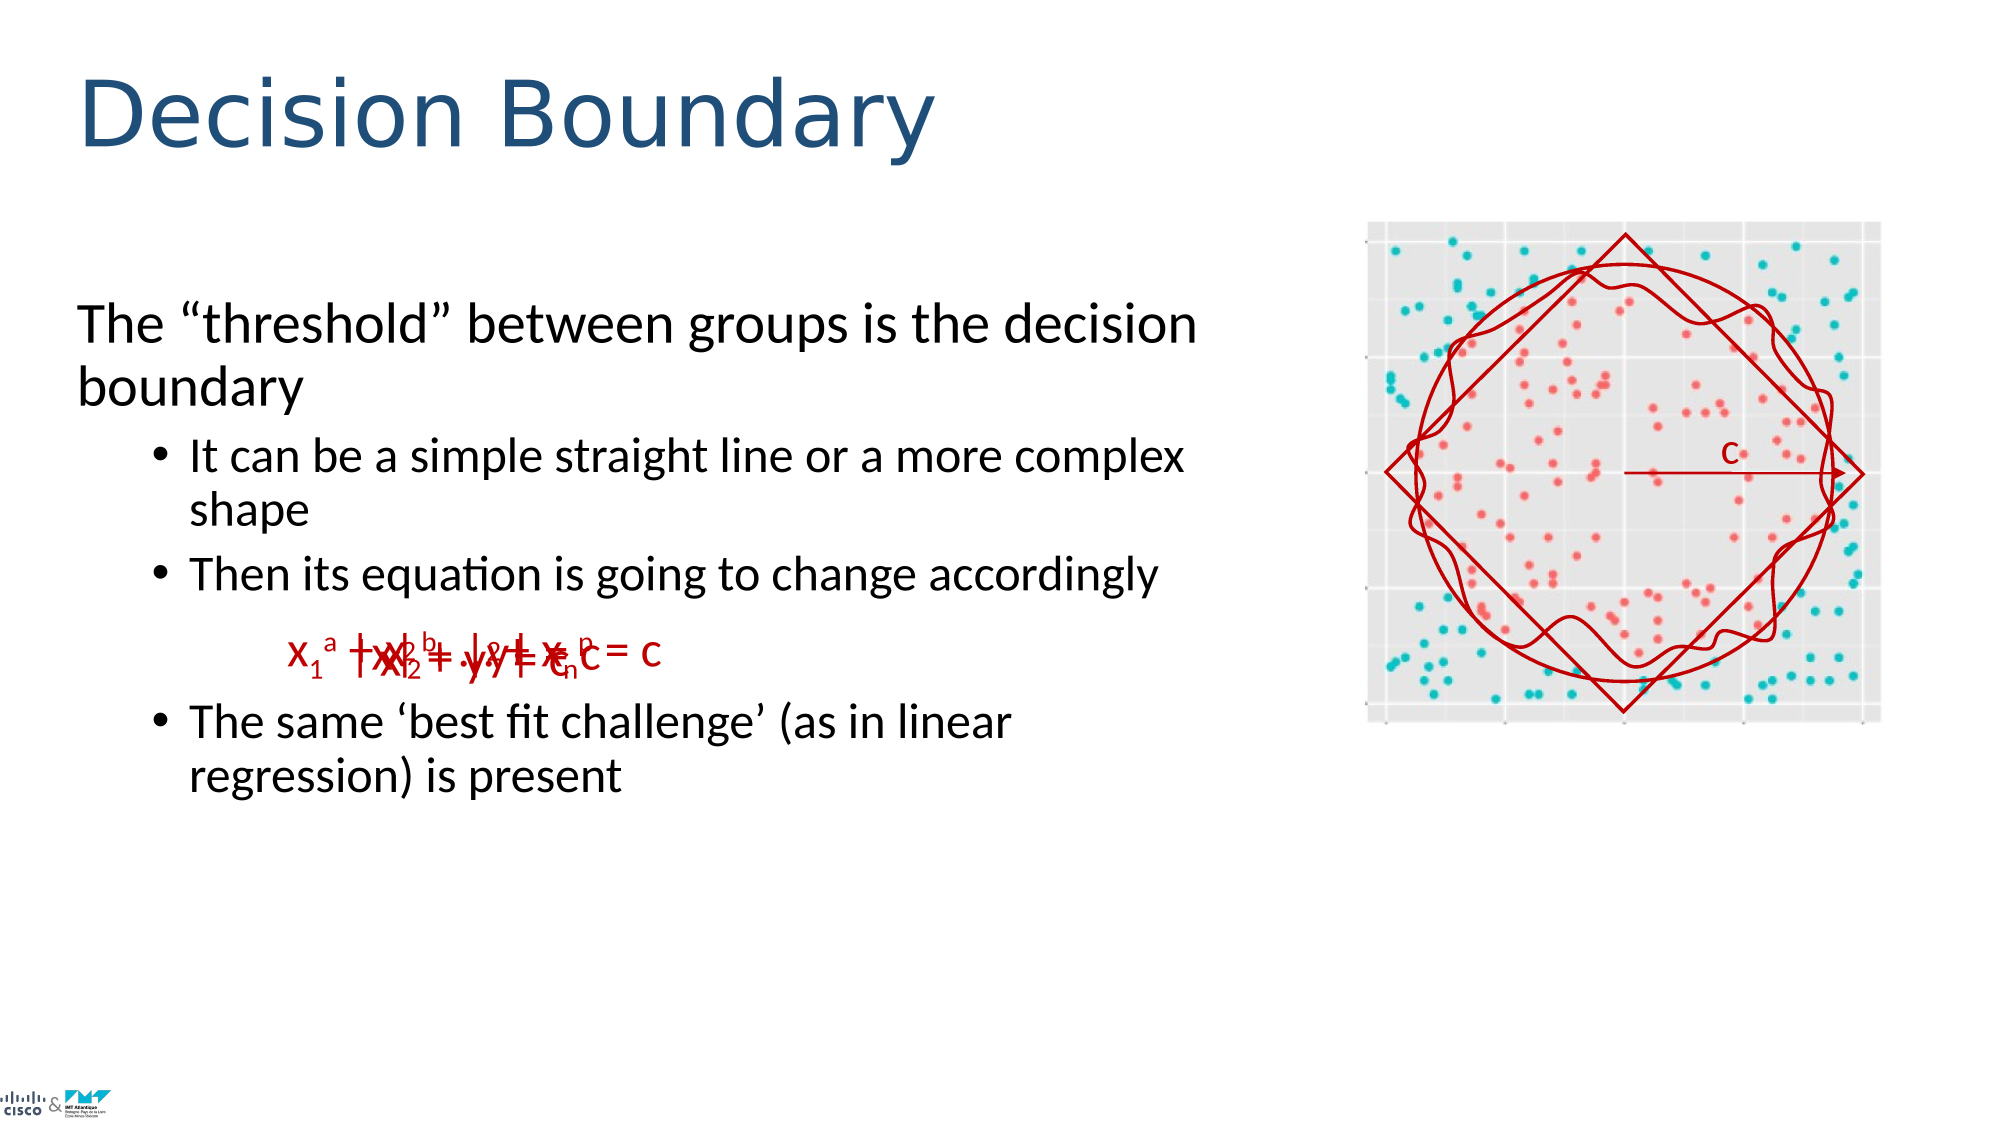 Decision Boundary
The “threshold” between groups is the decision
boundary
• It can be a simple straight line or a more complex
shape
• Then its equation is going to change accordingly
= c
• The same ‘best fit challenge’ (as in linear
regression) is present
c
CISCO & IMT Atlantique